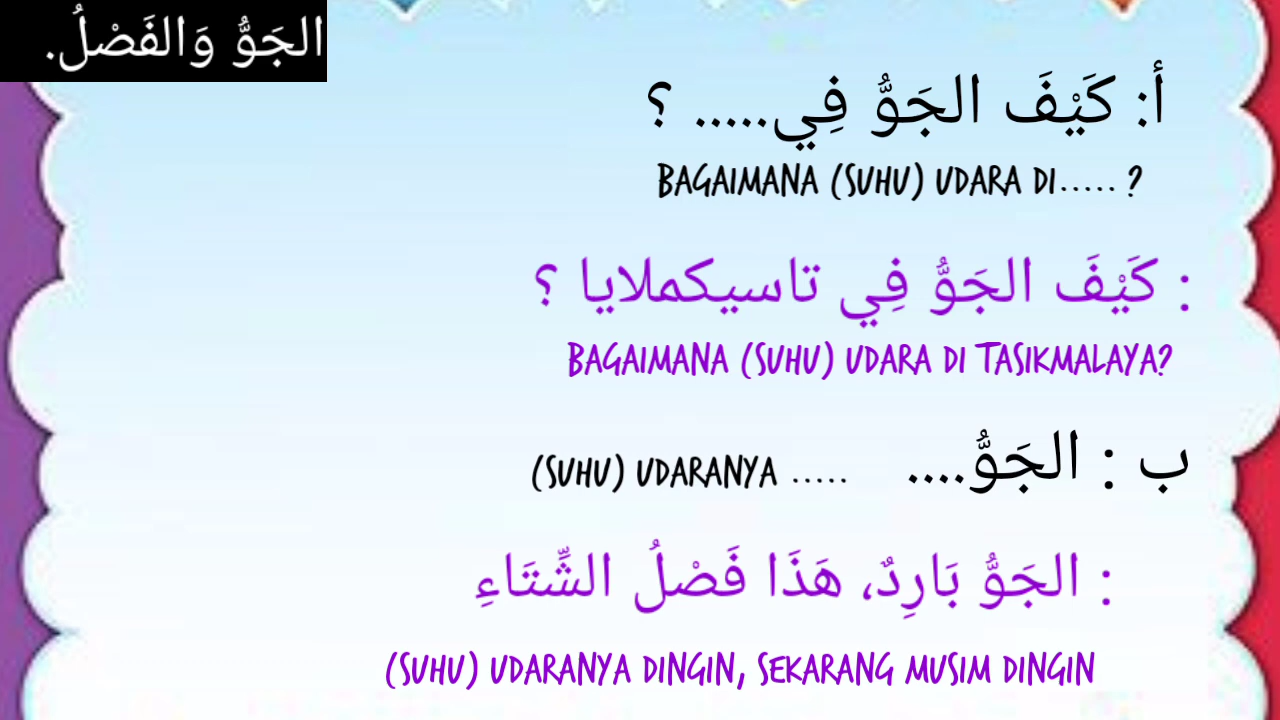 الجَوُّ وَالفَصْلُ.
أ: كَيْفَ الجَوُّ فِي..... ؟
BAGAIMANA (SUHU) UDARA DI..... ?
: كَيْفَ الجَوُّ فِي تاسيكملايا ؟
BAGAIMANA (SUHU) UDARA DI TASIKMALAYA?
ب : الجَوُّ.... (SUHU) UDARANYA .....
: الجَوُّ بَارِدٌ، هَذَا فَصْلُ الشِّتَاءِ
(SUHU) UDARANYA DINGIN, SEKARANG MUSIM DINGIN